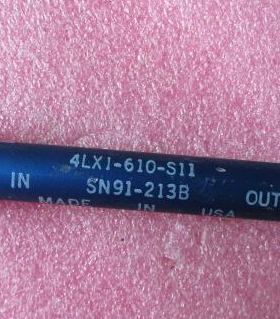 4LX1-610-S11
IN SN91-213B OUT
MADE IN USA